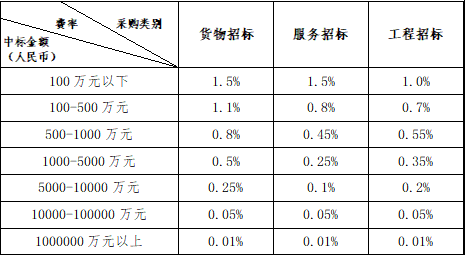 费率 采购类别 货物招标 服务招标 工程招标
中标金额
（人民币）
100 万元以下 1.5% 1.5% 1.0%
100-500 万元 1.1% 0.8% 0.7%
500-1000 万元 0.8% 0.45% 0.55%
1000-5000 万元 0.5% 0.25% 0.35%
5000-10000 万元 0.25% 0.1% 0.2%
10000-100000 万元 0.05% 0.05% 0.05%
1000000 万元以上 0.01% 0.01% 0.01%